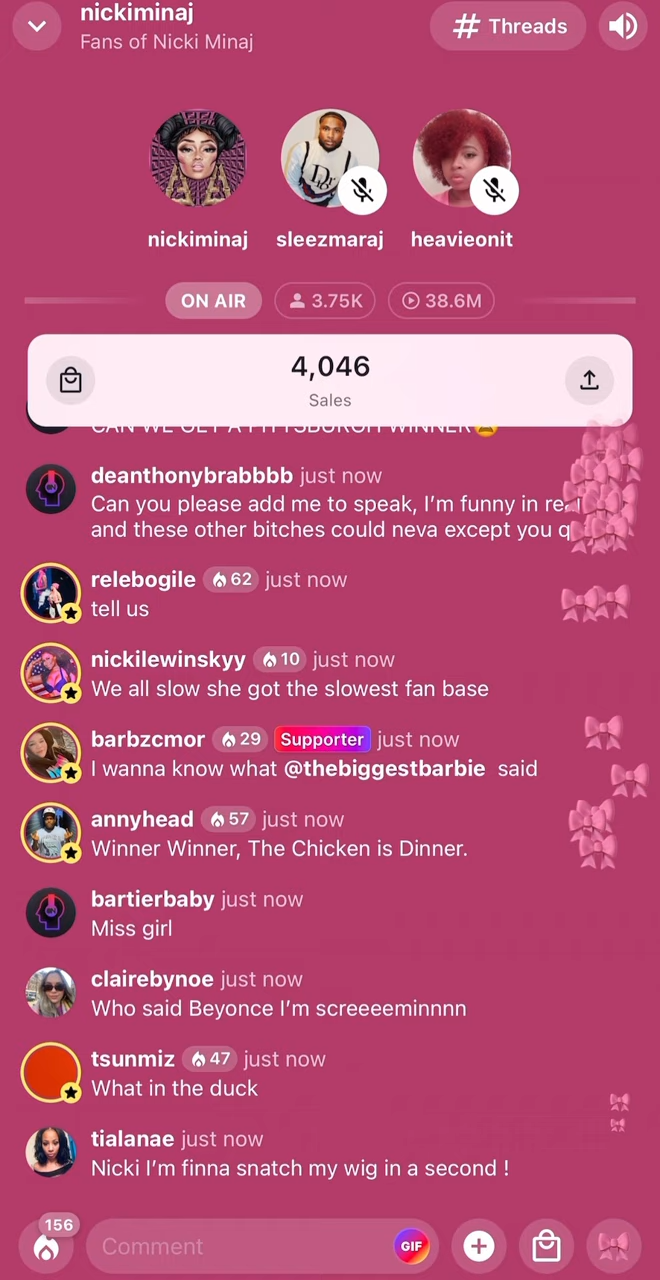 nickiminaj
Fans of Nicki Minaj
# Threads
nickiminaj
sleezmaraj
heavieonit
ON AIR
3.75K
38.6M
4,046
Sales
CAN WE GET A PITTSBURGH WINNER😩
deanthonybrabbbb just now
Can you please add me to speak, I'm funny in
and these other bitches could neva except you
relebogile 62 just now
tell us
nickilewinskyy 10 just now
We all slow she got the slowest fan base
barbzcmor 29 Supporter just now
I wanna know what @thebiggestbarbie said
annyhead 57 just now
Winner Winner, The Chicken is Dinner.
bartierbaby just now
Miss girl
clairebynoe just now
Who said Beyonce I'm screeeeminnnn
tsunmiz 47 just now
What in the duck
tialanae just now
Nicki I'm finna snatch my wig in a second !
156
Comment
GIF